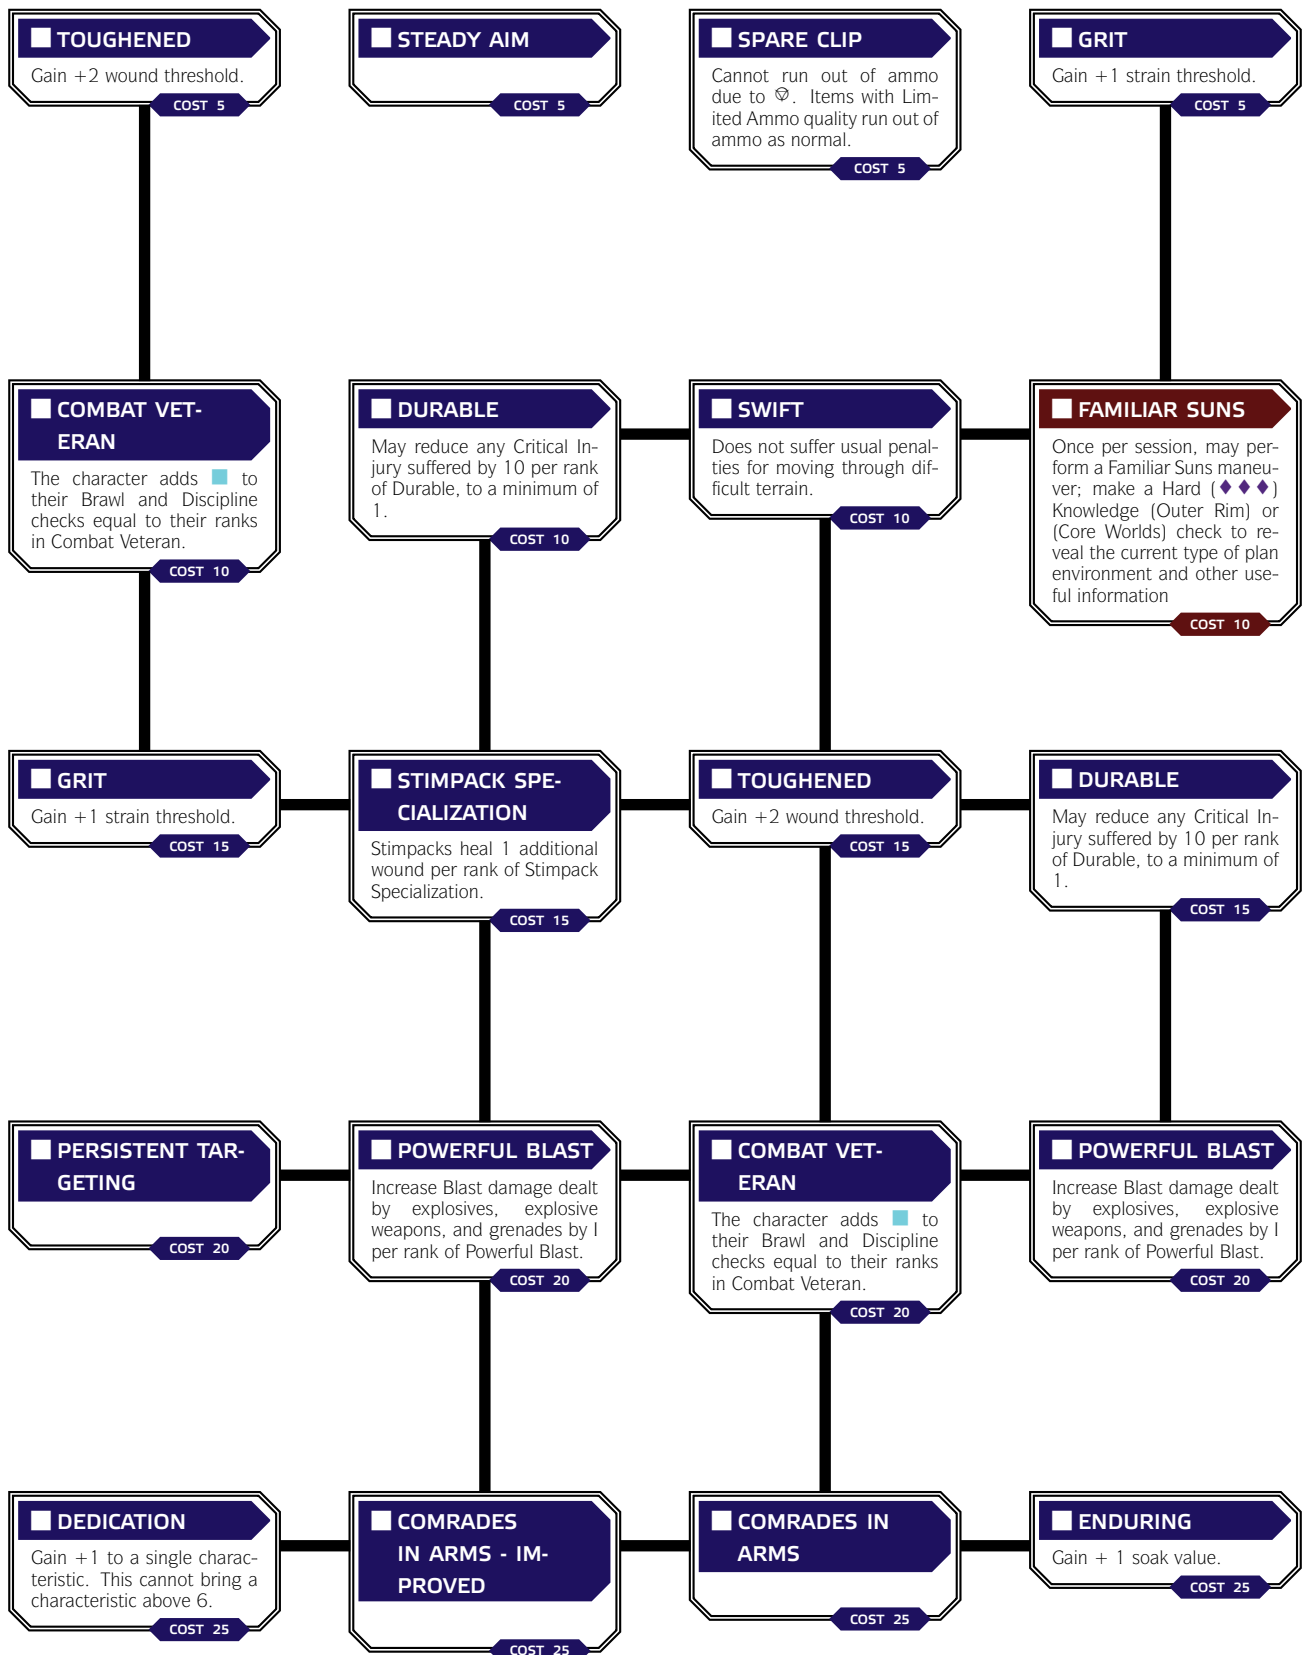 TOUGHENED
Gain +2 wound threshold.
COST 5
STEADY AIM
COST 5
SPARE CLIP
Cannot run out of ammo
due to . Items with Lim-
ited Ammo quality run out of
ammo as normal.
COST 5
GRIT
Gain +1 strain threshold.
COST 5
COMBAT VET-
ERAN
The character adds to
their Brawl and Discipline
checks equal to their ranks
in Combat Veteran.
COST 10
DURABLE
May reduce any Critical In-
jury suffered by 10 per rank
of Durable, to a minimum of
1.
COST 10
SWIFT
Does not suffer usual penal-
ties for moving through dif-
ficult terrain.
COST 10
FAMILIAR SUNS
Once per session, may per-
form a Familiar Suns maneu-
ver; make a Hard (♦ ♦ ♦)
Knowledge (Outer Rim) or
(Core Worlds) check to re-
veal the current type of plan
environment and other use-
ful information
COST 10
GRIT
Gain +1 strain threshold.
COST 15
STIMPACK SPE-
CIALIZATION
Stimpacks heal 1 additional
wound per rank of Stimpack
Specialization.
COST 15
TOUGHENED
Gain +2 wound threshold.
COST 15
DURABLE
May reduce any Critical In-
jury suffered by 10 per rank
of Durable, to a minimum of
1.
COST 15
PERSISTENT TAR-
GETING
COST 20
POWERFUL BLAST
Increase Blast damage dealt
by explosives, explosive
weapons, and grenades by I
per rank of Powerful Blast.
COST 20
COMBAT VET-
ERAN
The character adds to
their Brawl and Discipline
checks equal to their ranks
in Combat Veteran.
COST 20
POWERFUL BLAST
Increase Blast damage dealt
by explosives, explosive
weapons, and grenades by I
per rank of Powerful Blast.
COST 20
DEDICATION
Gain +1 to a single charac-
teristic. This cannot bring a
characteristic above 6.
COST 25
COMRADES
IN ARMS - IM-
PROVED
COST 25
COMRADES IN
ARMS
COST 25
ENDURING
Gain + 1 soak value.
COST 25